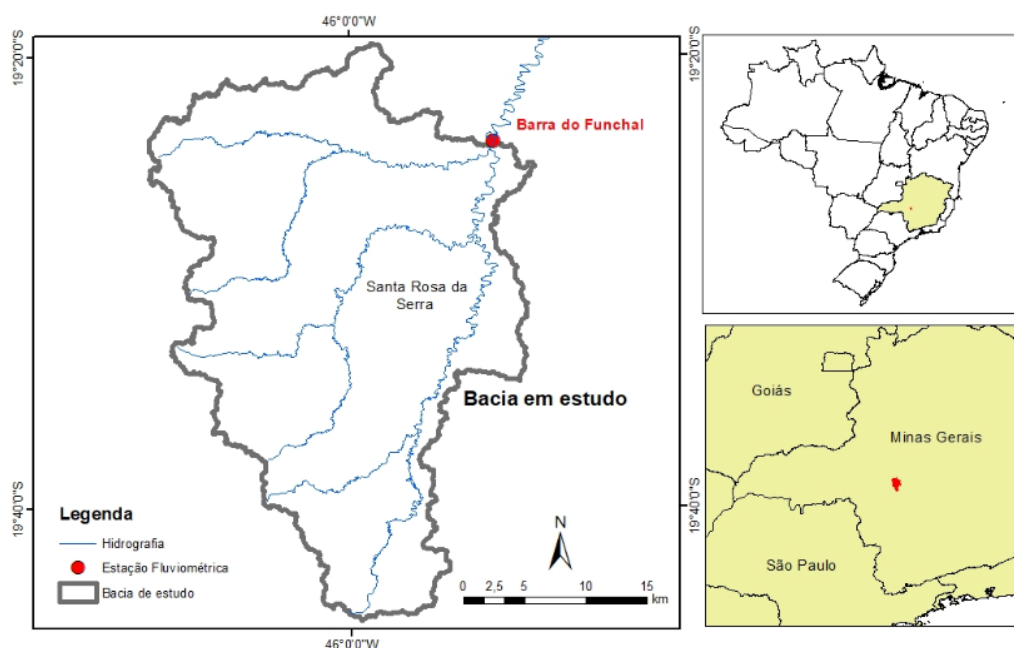 46°0'0"W
19°20'0"S
19°20'0"S
Barra do Funchal
Santa Rosa da
Serra
Bacia em estudo
Goiás
Minas Gerais
São Paulo
19°40'0"S
19°40'0"S
Legenda
Hidrografia
Estação Fluviométrica
Bacia de estudo
N
0 2,5 5 10 15
km
46°0'0"W